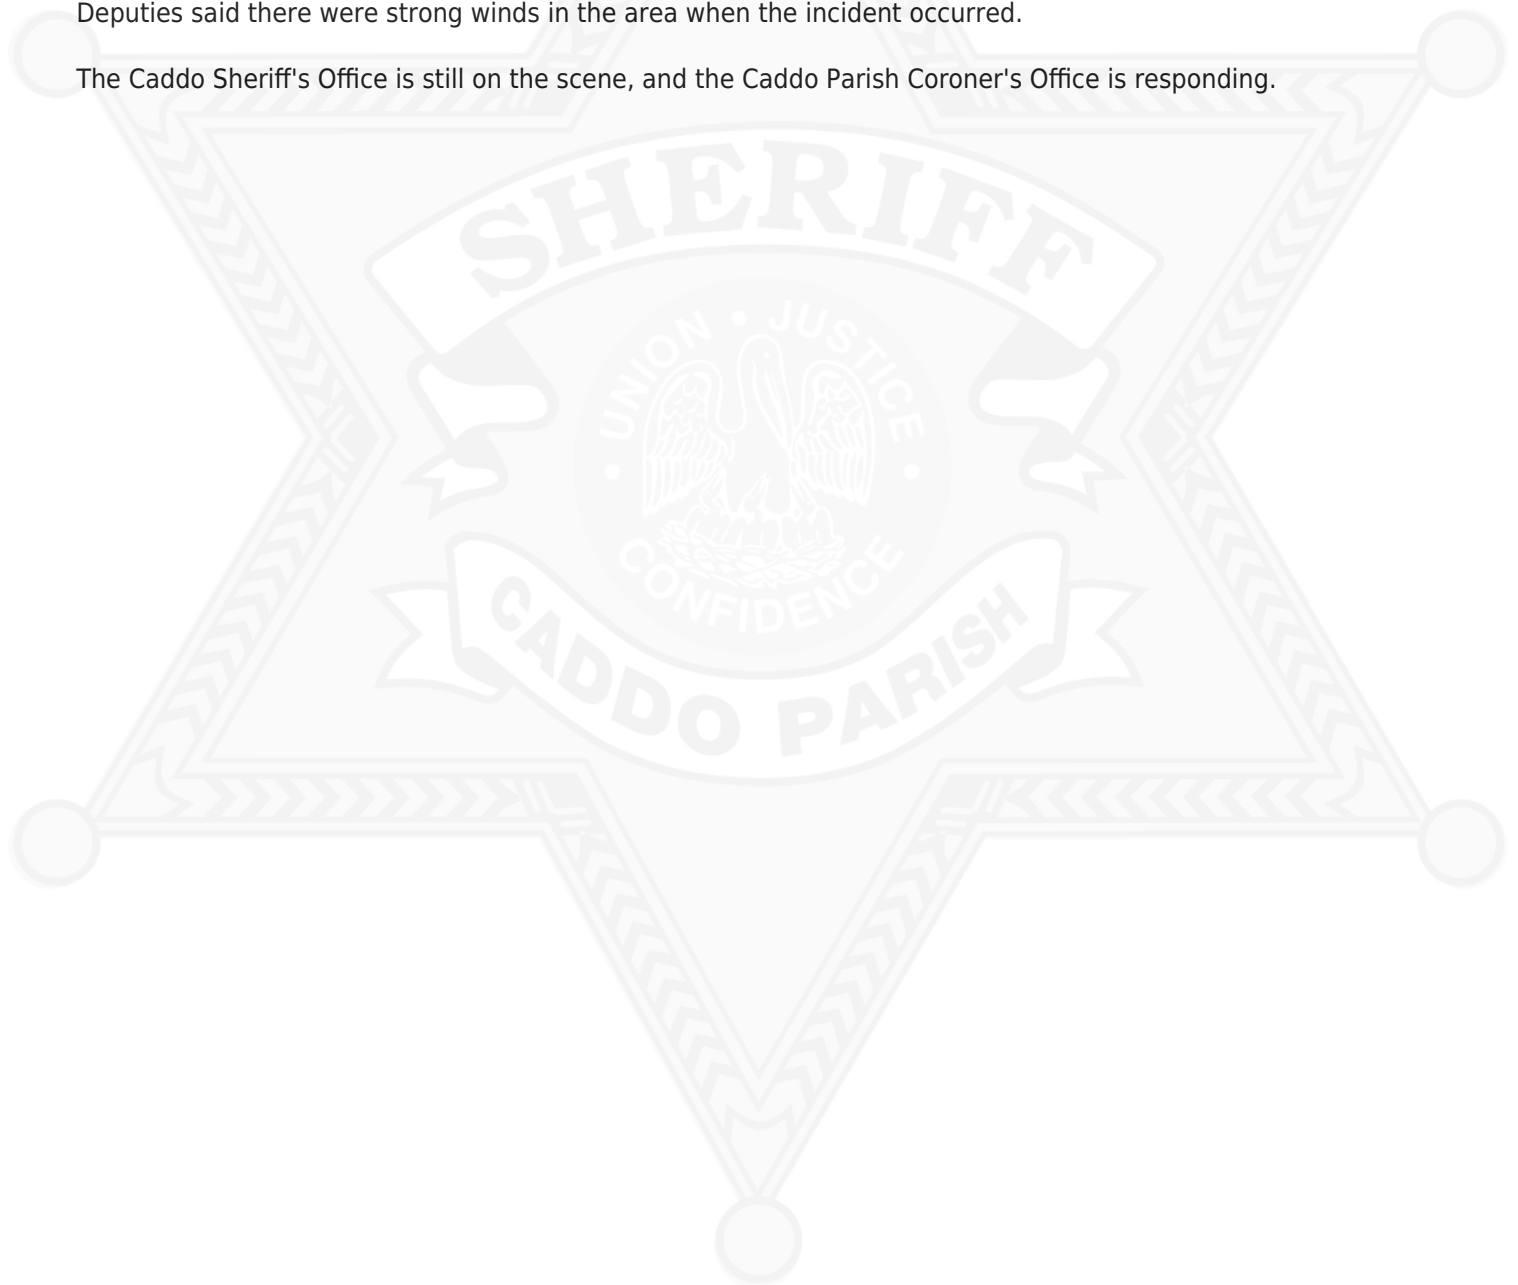 Deputies said there were strong winds in the area when the incident occurred.
The Caddo Sheriff's Office is still on the scene, and the Caddo Parish Coroner's Office is responding.
SHERIFF
UNION • JUSTICE
• CONFIDENCE •
CADDO PARISH